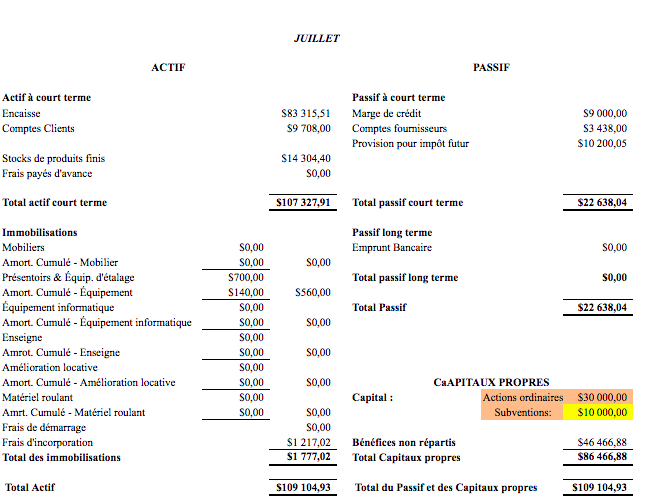 JUILLET
ACTIF PASSIF
Actif à court terme Passif à court terme
Encaisse $83 315,51 Marge de crédit $9 000,00
Comptes Clients $9 708,00 Comptes fournisseurs $3 438,00
Provision pour impôt futur $10 200,05
Stocks de produits finis $14 304,40
Frais payés d'avance $0,00
Total actif court terme $107 327,91 Total passif court terme $22 638,04
Immobilisations Passif long terme
Mobiliers $0,00 Emprunt Bancaire $0,00
Amort. Cumulé - Mobilier $0,00 $0,00
Présentoirs & Équip. d'étalage $700,00 Total passif long terme $0,00
Amort. Cumulé - Équipement $140,00 $560,00
Équipement informatique $0,00 Total Passif $22 638,04
Amort. Cumulé - Équipement informatique $0,00 $0,00
Enseigne $0,00
Amrot. Cumulé - Enseigne $0,00 $0,00
Amélioration locative $0,00
Amort. Cumulé - Amélioration locative $0,00 $0,00 CaAPITAUX PROPRES
Matériel roulant $0,00 Capital : Actions ordinaires $30 000,00
Amrt. Cumulé - Matériel roulant $0,00 $0,00 Subventions: $10 000,00
Frais de démarrage $0,00
Frais d'incorporation $1 217,02 Bénéfices non répartis $46 466,88
Total des immobilisations $1 777,02 Total Capitaux propres $86 466,88
Total Actif $109 104,93 Total du Passif et des Capitaux propres $109 104,93